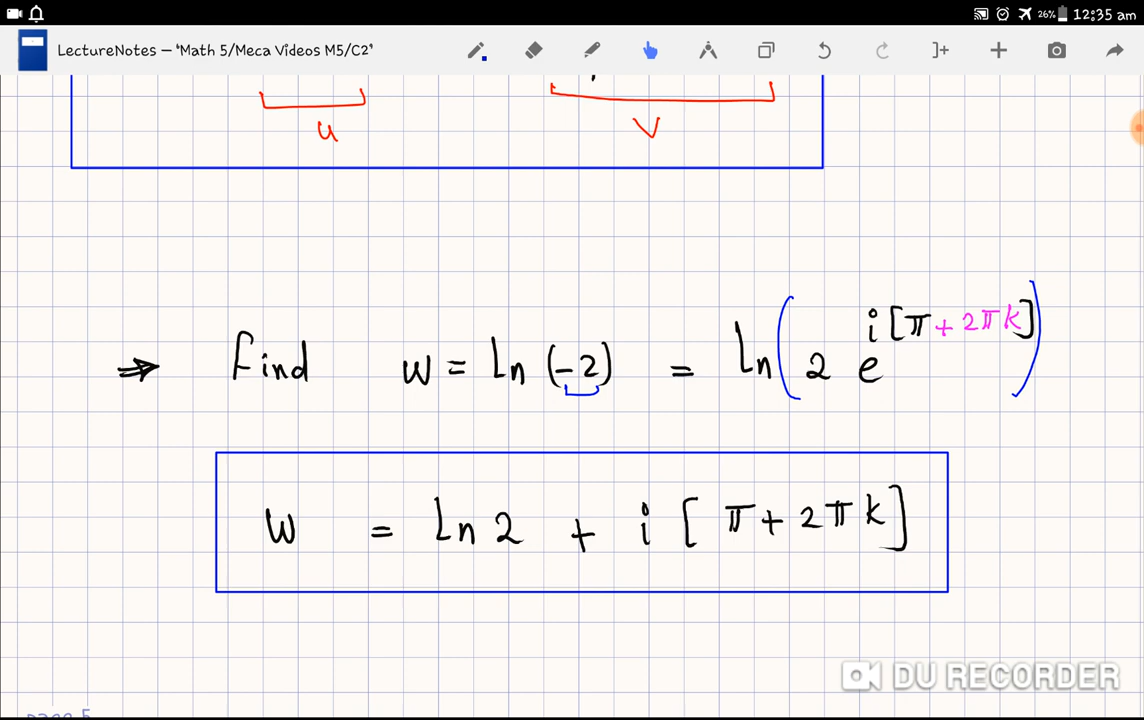 26% 12:35 am
LectureNotes – ‘Math 5/Meca Videos M5/C2’
u V
⇒ Find w = Ln (-2) = Ln( 2 e^{i[π + 2πk]} )
w = Ln 2 + i [ π + 2πk ]
DU RECORDER